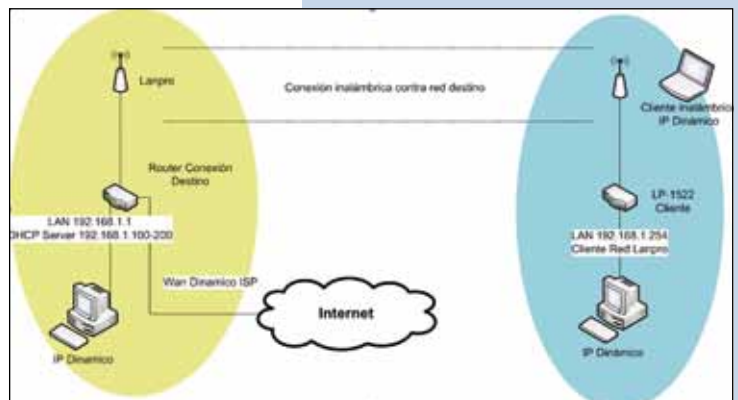 Lanpro
Conexión inalámbrica contra red destino
Cliente Inalámbrico
IP Dinámico
Router Conexión
Destino
LP-1522
Cliente
LAN 192.168.1.1
DHCP Server 192.168.1.100-200
LAN 192.168.1.254
Cliente Red Lanpro
Wan Dinamico ISP
Internet
IP Dinamico
IP Dinámico